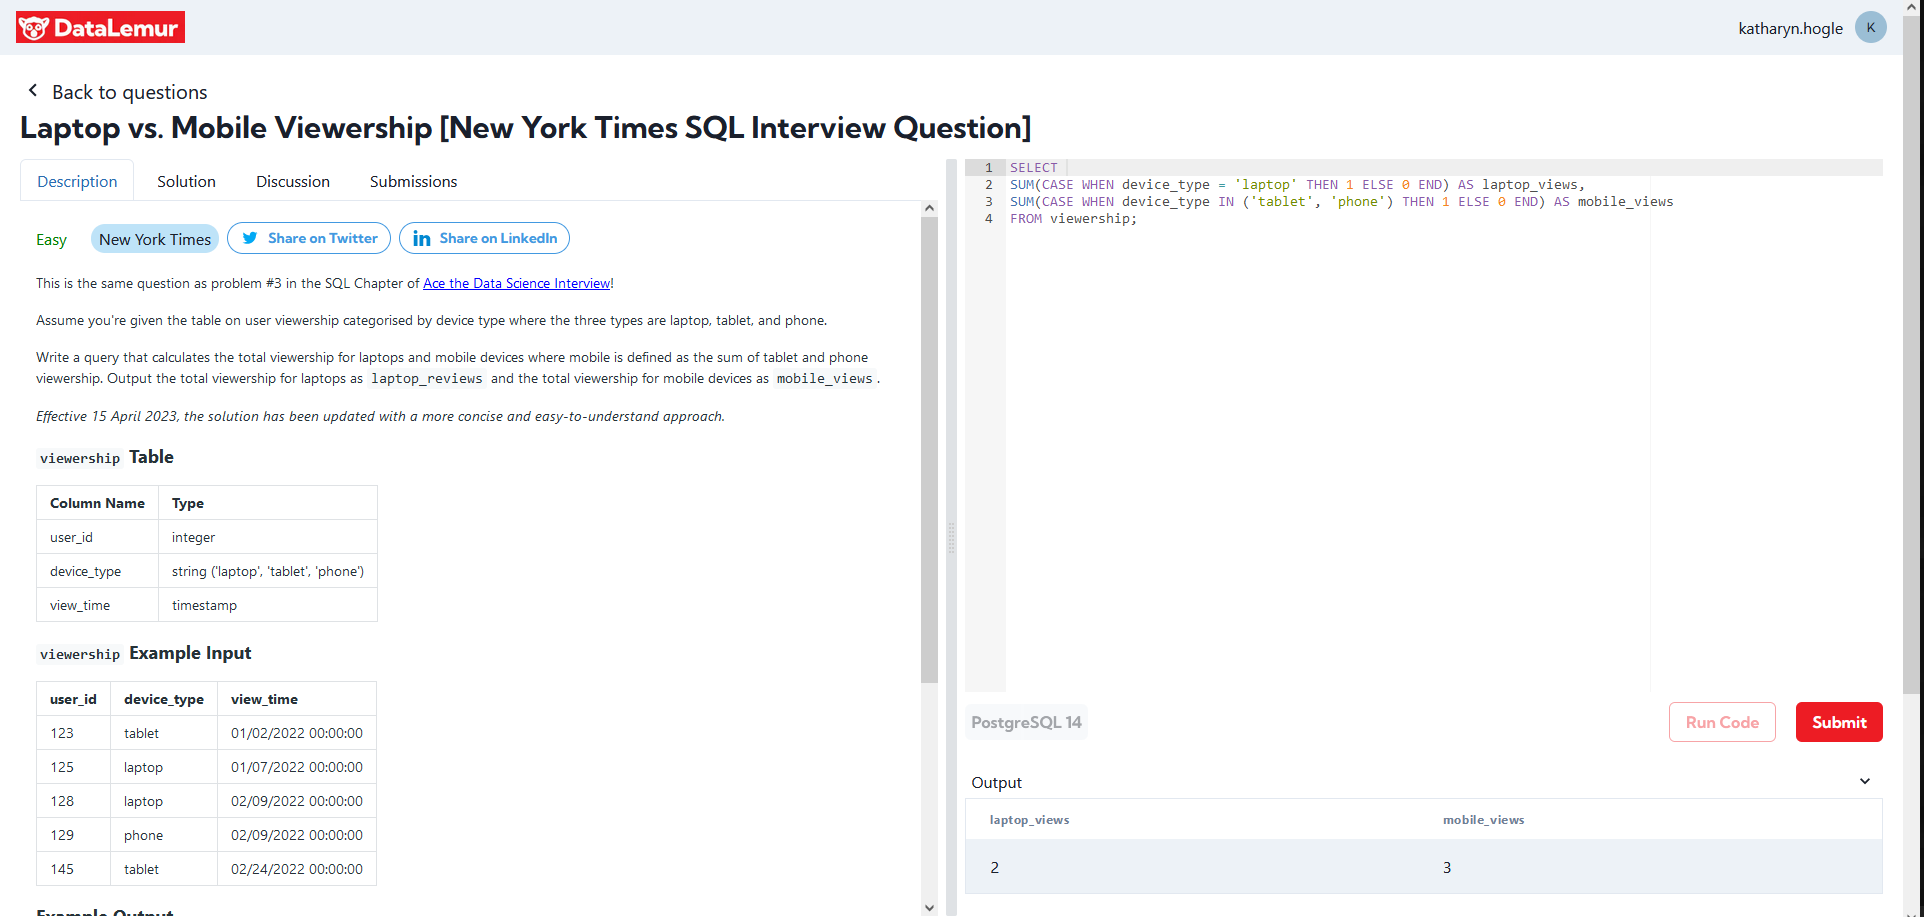 DataLemur
katharyn.hogle
K
Back to questions
Laptop vs. Mobile Viewership [New York Times SQL Interview Question]
Description Solution Discussion Submissions
Easy New York Times Share on Twitter Share on LinkedIn
This is the same question as problem #3 in the SQL Chapter of Ace the Data Science Interview!
Assume you're given the table on user viewership categorised by device type where the three types are laptop, tablet, and phone.
Write a query that calculates the total viewership for laptops and mobile devices where mobile is defined as the sum of tablet and phone
viewership. Output the total viewership for laptops as laptop_reviews and the total viewership for mobile devices as mobile_views.
Effective 15 April 2023, the solution has been updated with a more concise and easy-to-understand approach.
viewership Table
Column Name Type
user_id integer
device_type string ('laptop', 'tablet', 'phone')
view_time timestamp
viewership Example Input
user_id device_type view_time
123 tablet 01/02/2022 00:00:00
125 laptop 01/07/2022 00:00:00
128 laptop 02/09/2022 00:00:00
129 phone 02/09/2022 00:00:00
145 tablet 02/24/2022 00:00:00
Example Output
1 SELECT
2 SUM(CASE WHEN device_type = 'laptop' THEN 1 ELSE 0 END) AS laptop_views,
3 SUM(CASE WHEN device_type IN ('tablet', 'phone') THEN 1 ELSE 0 END) AS mobile_views
4 FROM viewership;
PostgreSQL 14
Run Code Submit
Output
laptop_views mobile_views
2 3